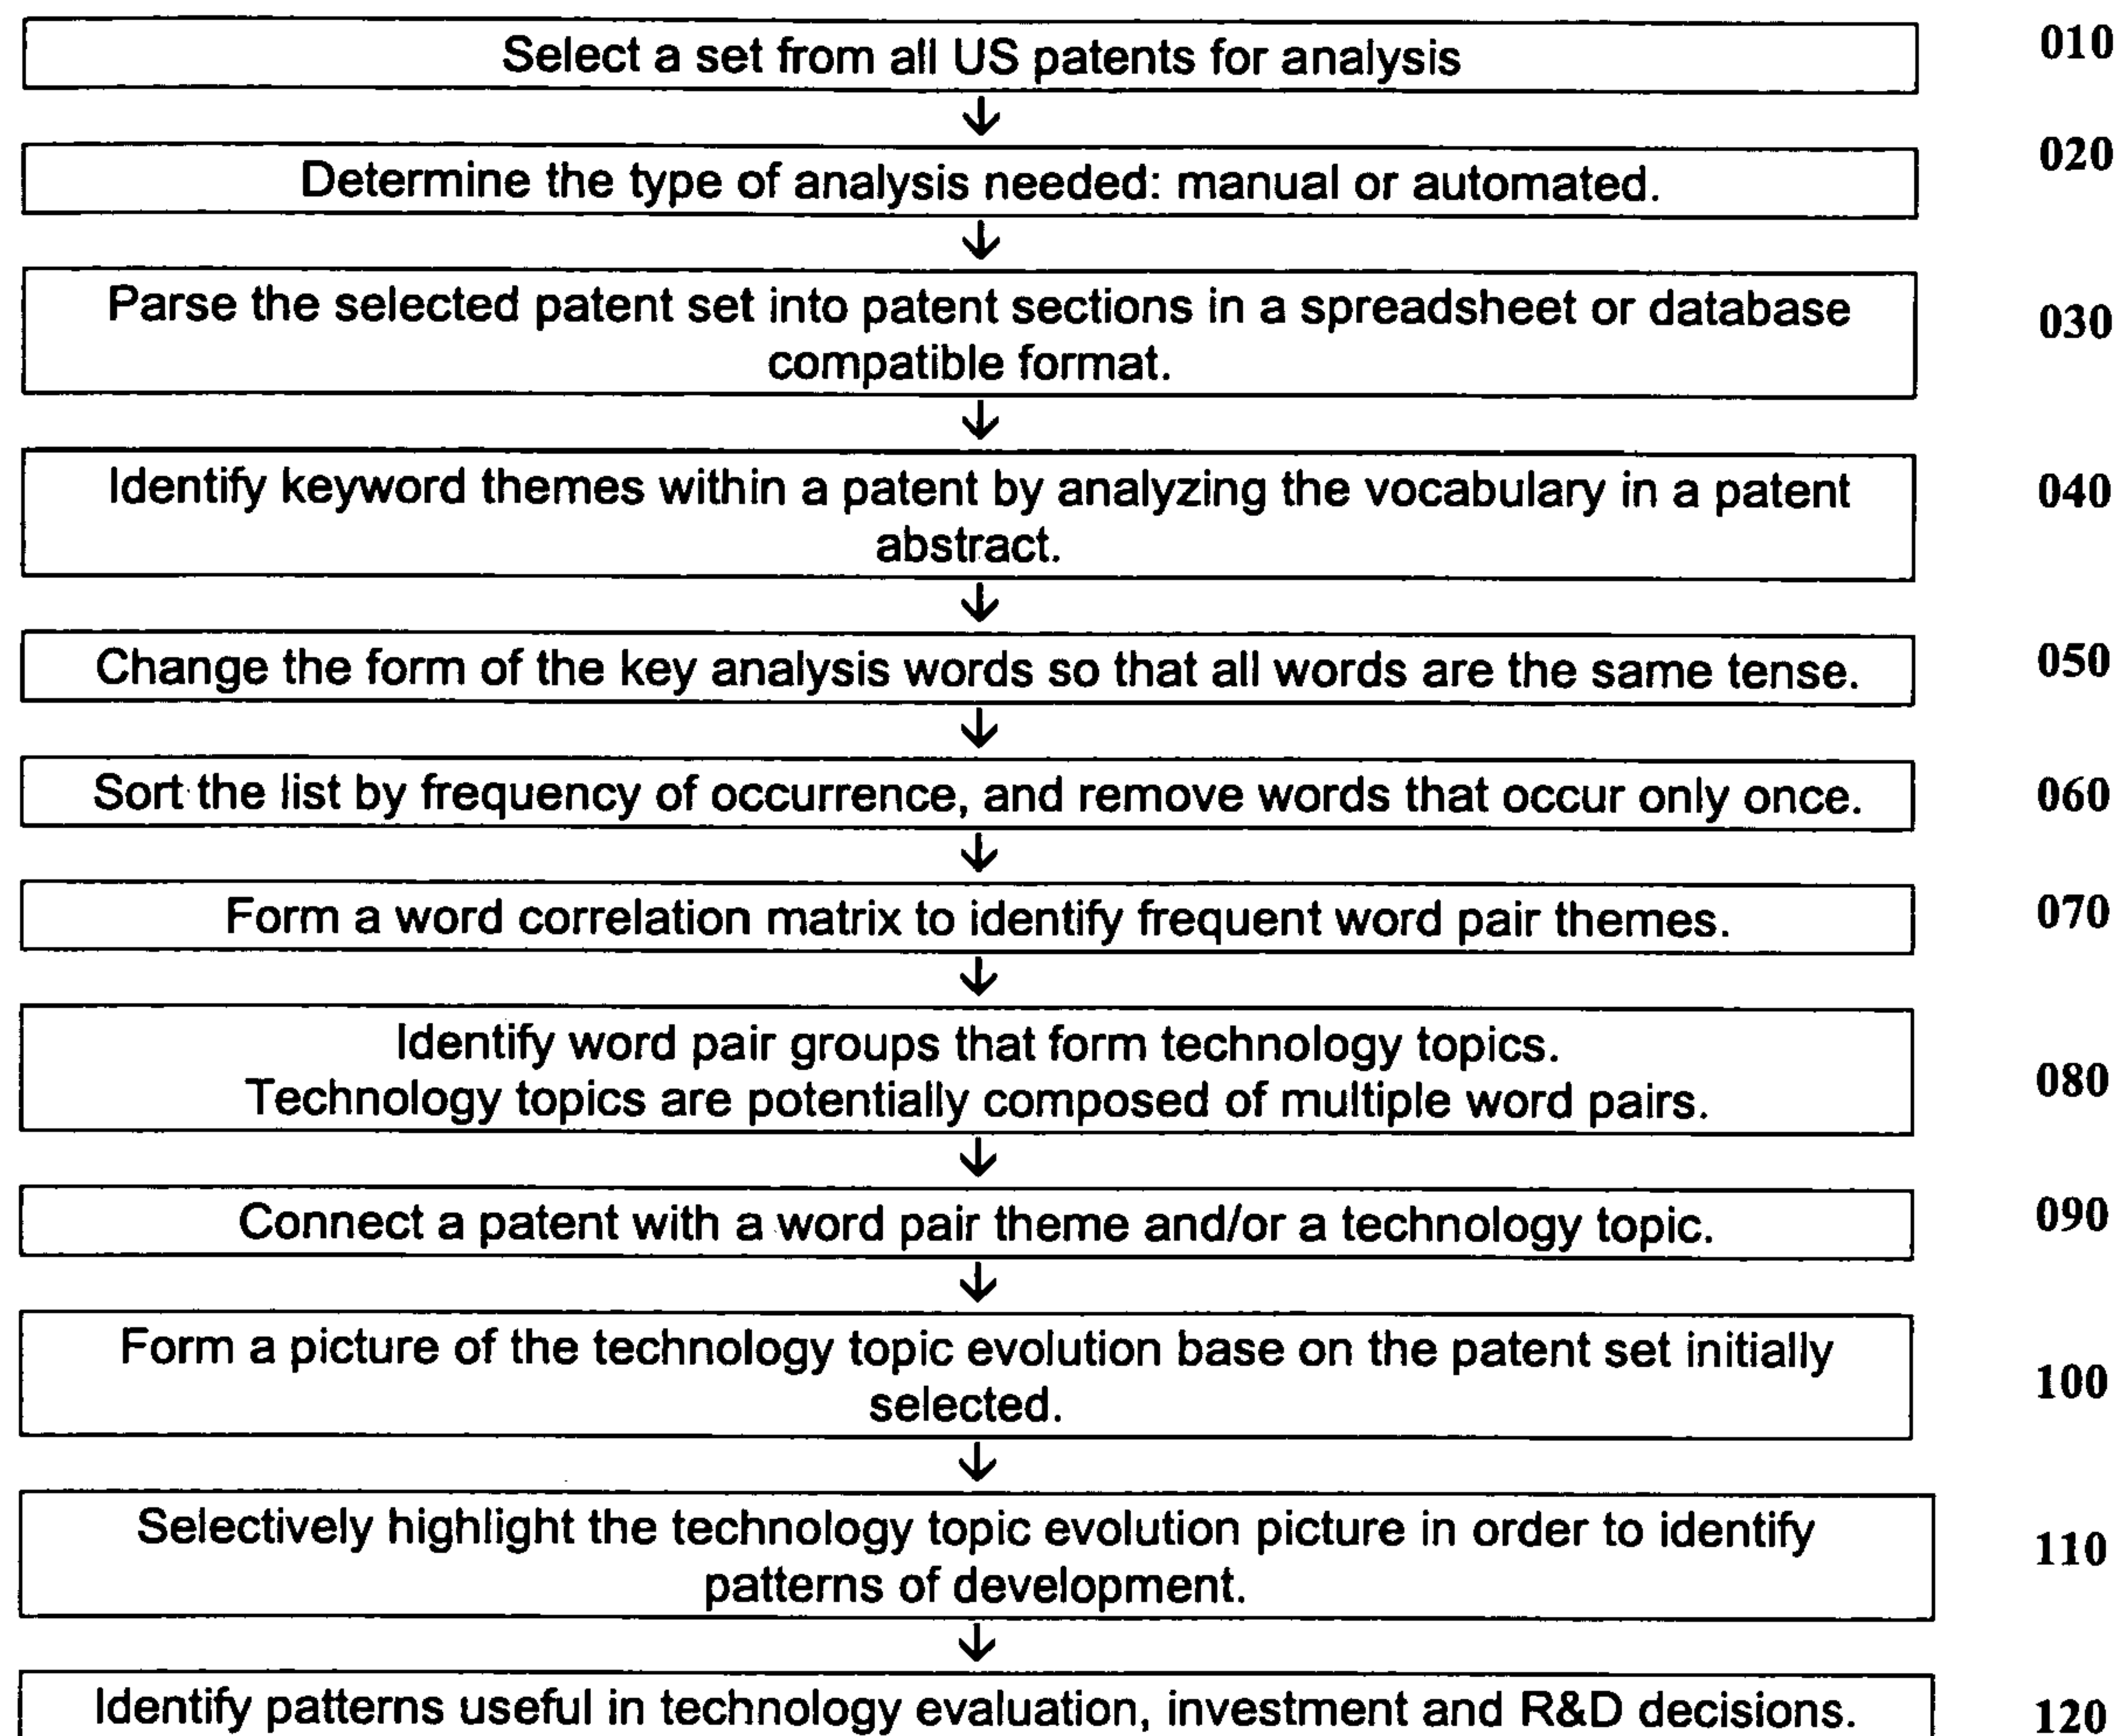 Select a set from all US patents for analysis
010
Determine the type of analysis needed: manual or automated.
020
Parse the selected patent set into patent sections in a spreadsheet or database
compatible format.
030
Identify keyword themes within a patent by analyzing the vocabulary in a patent
abstract.
040
Change the form of the key analysis words so that all words are the same tense.
050
Sort the list by frequency of occurrence, and remove words that occur only once.
060
Form a word correlation matrix to identify frequent word pair themes.
070
Identify word pair groups that form technology topics.
Technology topics are potentially composed of multiple word pairs.
080
Connect a patent with a word pair theme and/or a technology topic.
090
Form a picture of the technology topic evolution base on the patent set initially
selected.
100
Selectively highlight the technology topic evolution picture in order to identify
patterns of development.
110
Identify patterns useful in technology evaluation, investment and R&D decisions.
120